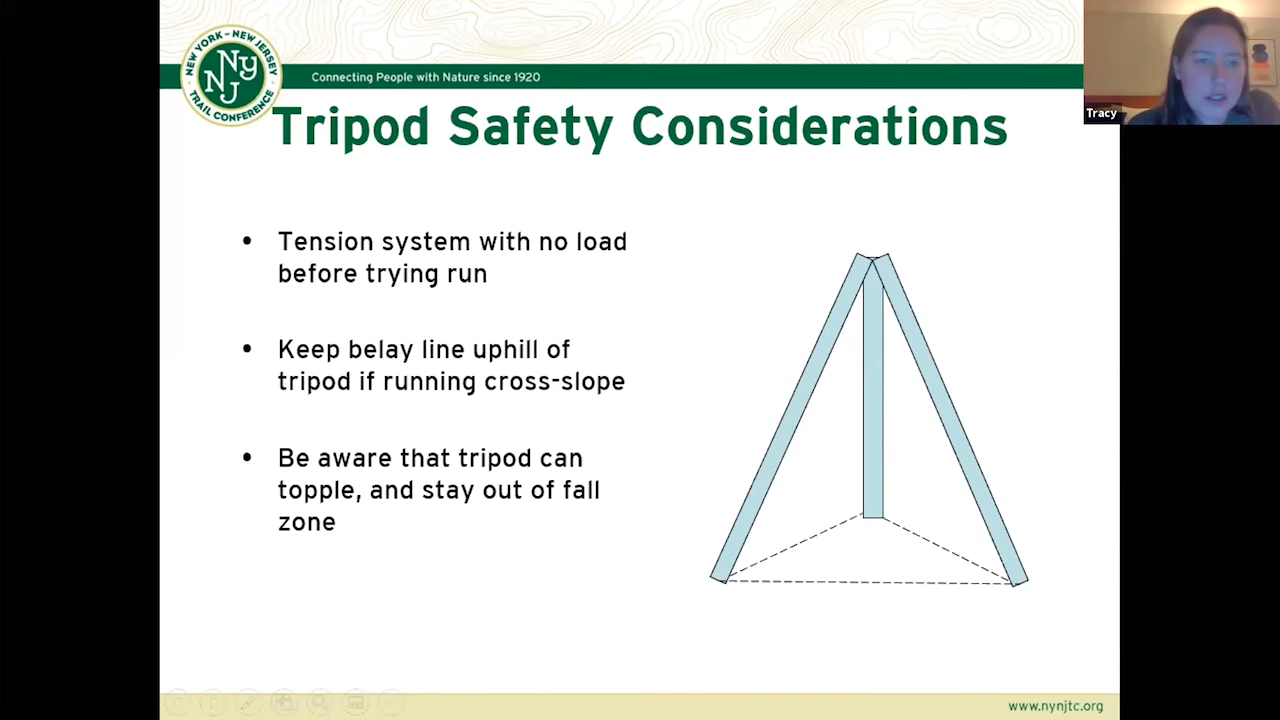 NEW YORK – NEW JERSEY
NY
NJ
TRAIL CONFERENCE
Connecting People with Nature since 1920
Tracy
Tripod Safety Considerations
• Tension system with no load
before trying run
• Keep belay line uphill of
tripod if running cross-slope
• Be aware that tripod can
topple, and stay out of fall
zone
www.nynjtc.org